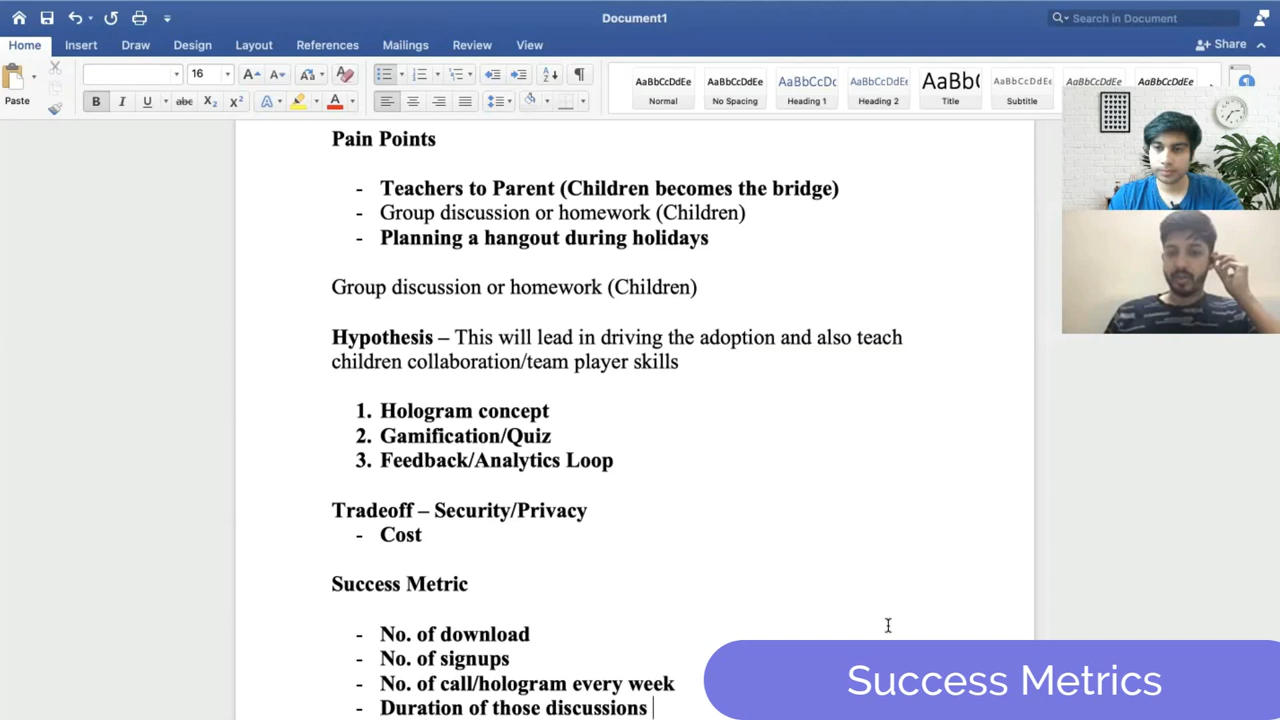 Document1
Search in Document
Home
Insert
Draw
Design
Layout
References
Mailings
Review
View
Share
Paste
16
AaBbCcDdEe
AaBbCcDdEe
AaBbCcDc
AaBbCcDdEe
AaBb(
AaBbCcDdEe
AaBbCcDdEe
AaBbCcDdEe
Normal
No Spacing
Heading 1
Heading 2
Title
Subtitle
Pain Points
- Teachers to Parent (Children becomes the bridge)
- Group discussion or homework (Children)
- Planning a hangout during holidays
Group discussion or homework (Children)
Hypothesis – This will lead in driving the adoption and also teach
children collaboration/team player skills
1. Hologram concept
2. Gamification/Quiz
3. Feedback/Analytics Loop
Tradeoff – Security/Privacy
- Cost
Success Metric
- No. of download
- No. of signups
- No. of call/hologram every week
- Duration of those discussions
Success Metrics